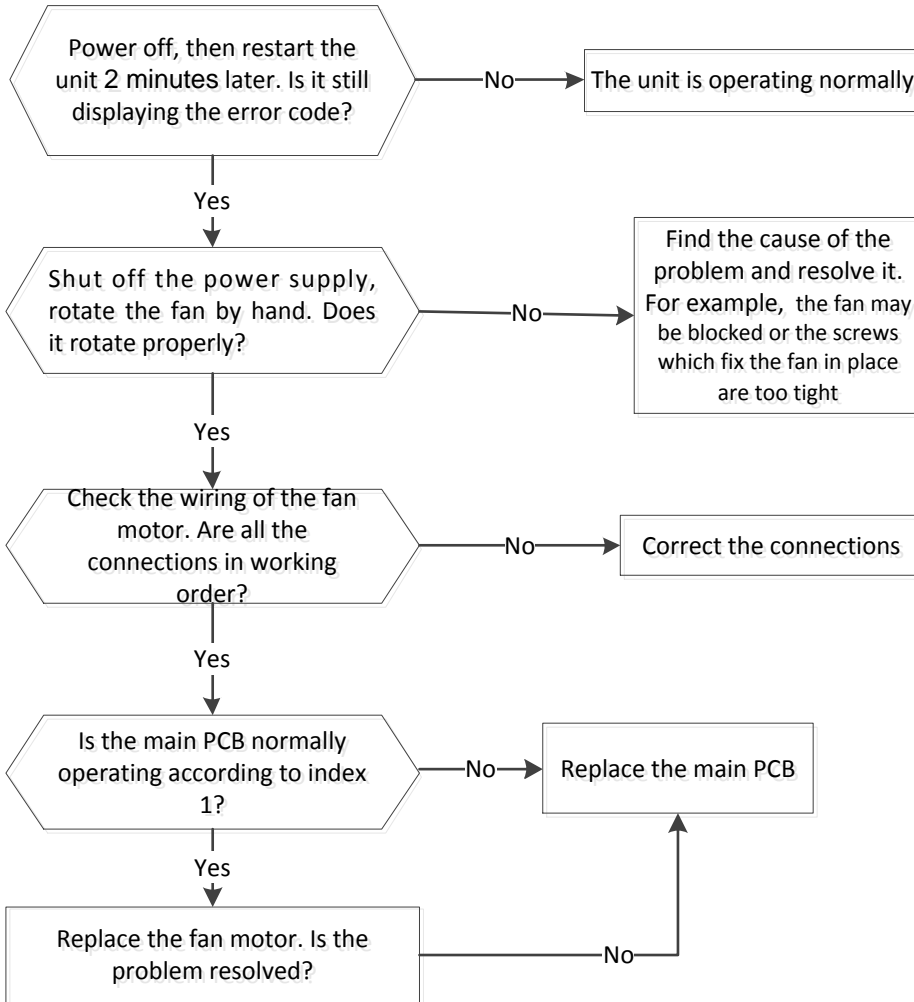 Power off, then restart the
unit 2 minutes later. Is it still
displaying the error code?
No
The unit is operating normally
Yes
Shut off the power supply,
rotate the fan by hand. Does
it rotate properly?
No
Find the cause of the
problem and resolve it.
For example, the fan may
be blocked or the screws
which fix the fan in place
are too tight
Yes
Check the wiring of the fan
motor. Are all the
connections in working
order?
No
Correct the connections
Yes
Is the main PCB normally
operating according to index
1?
No
Replace the main PCB
Yes
Replace the fan motor. Is the
problem resolved?
No